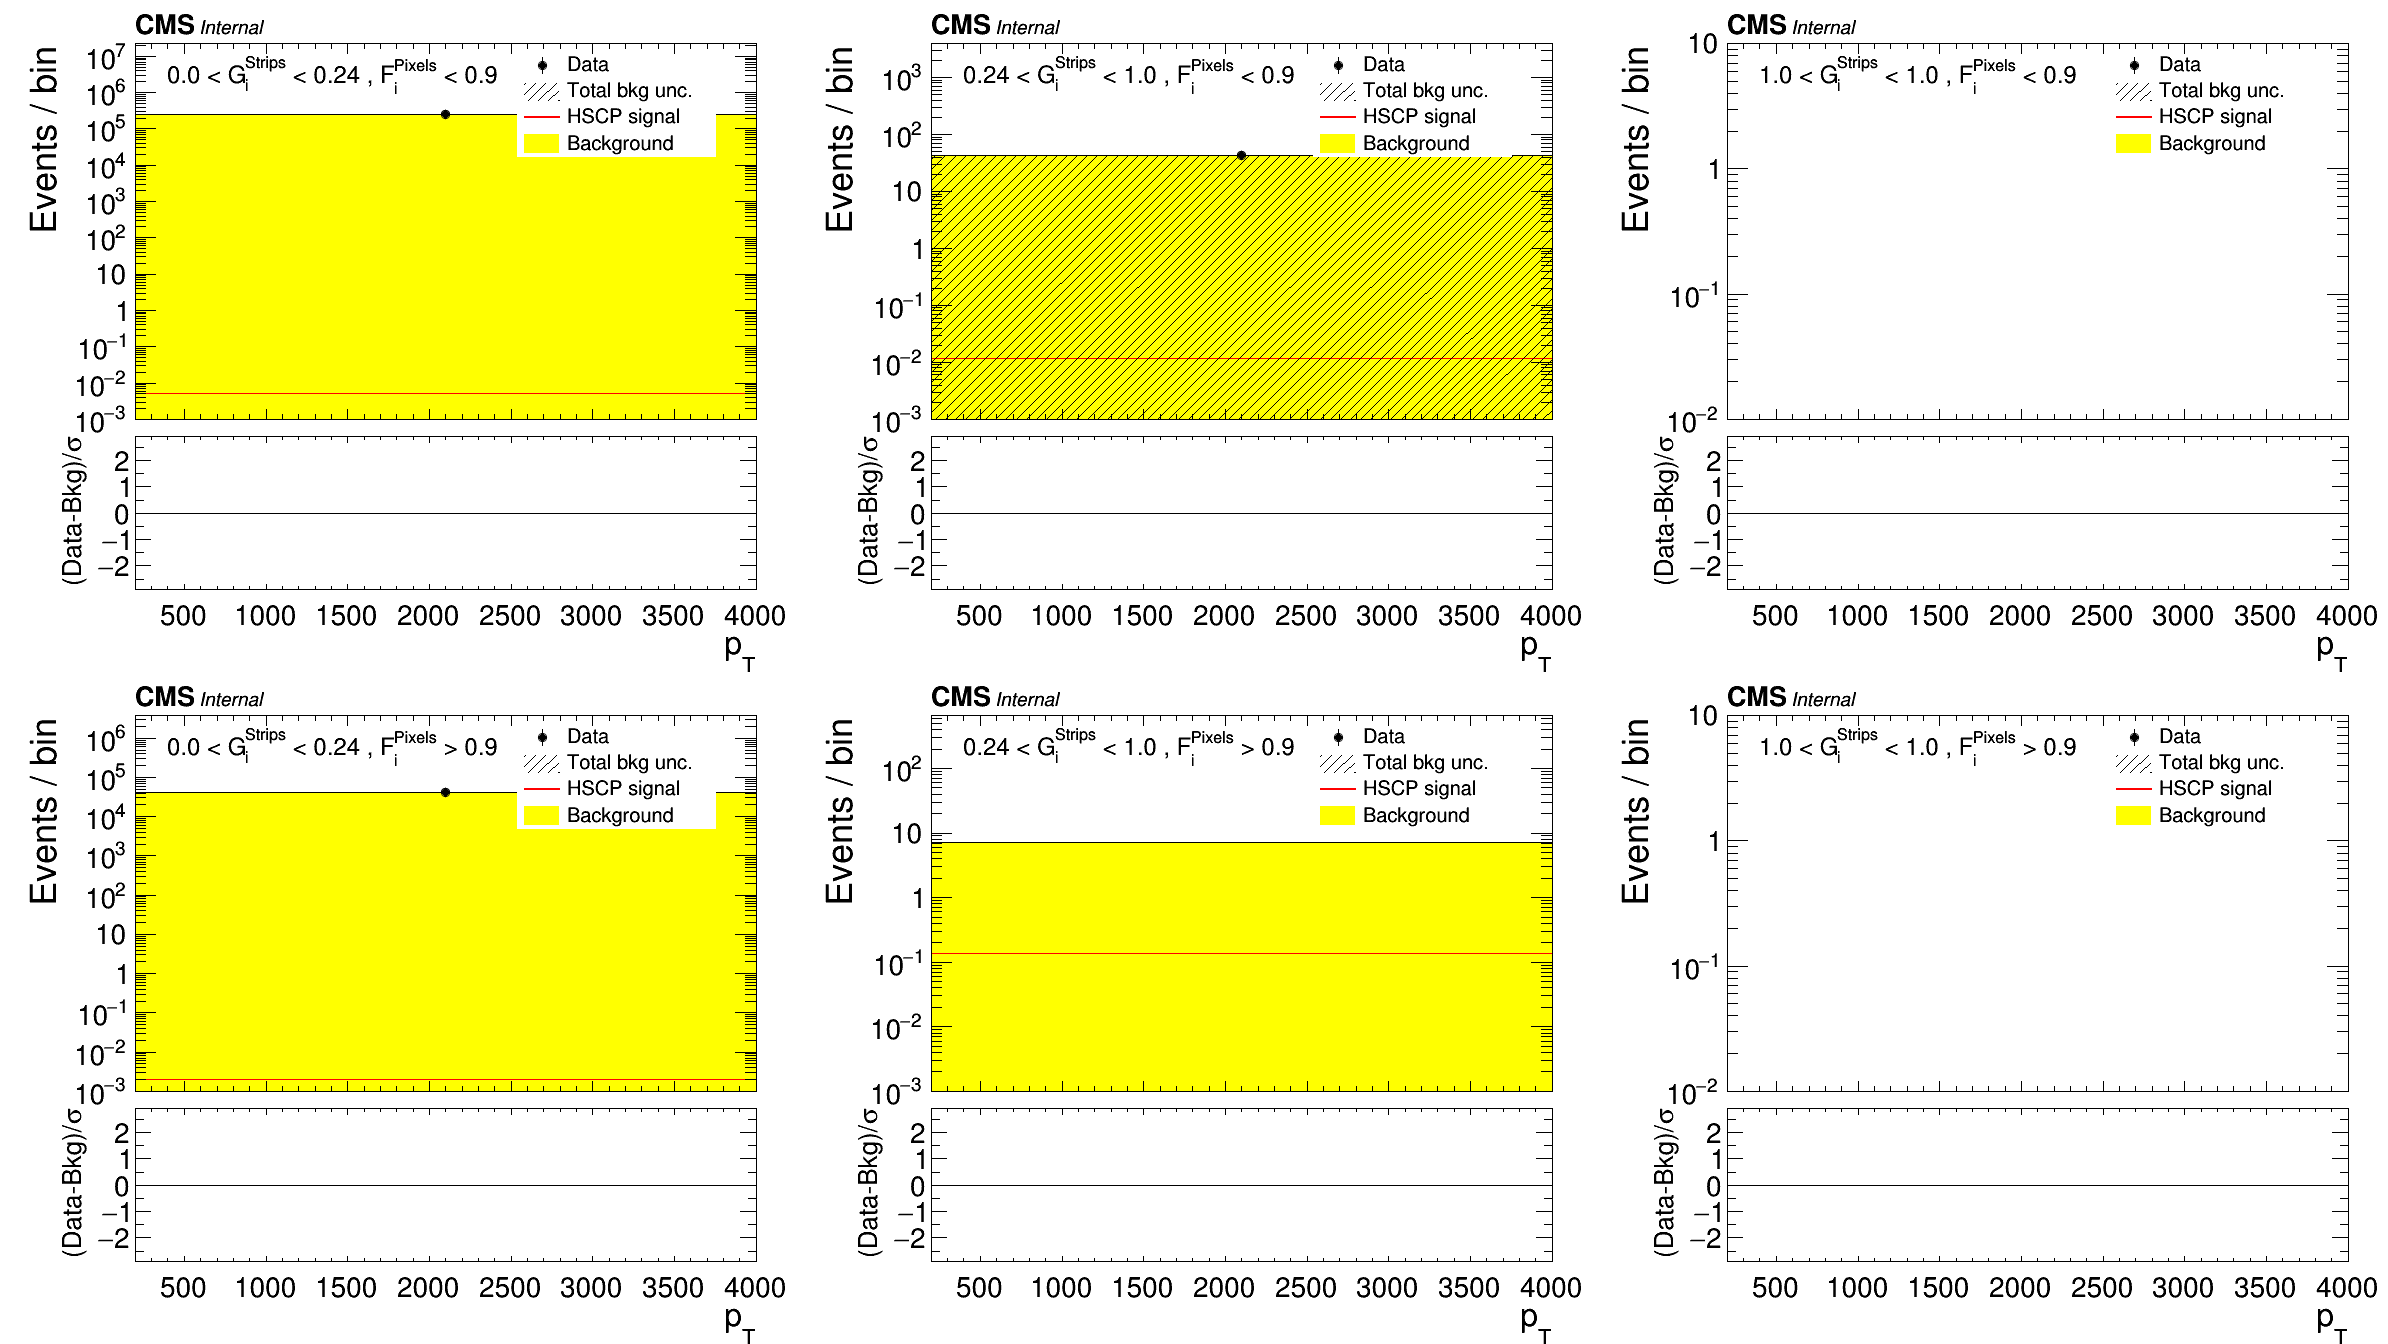 CMS Internal
Events / bin
0.0 < G_i^Strips < 0.24 , F_i^Pixels < 0.9
Data
Total bkg unc.
HSCP signal
Background
10^7
10^6
10^5
10^4
10^3
10^2
10
1
10^−1
10^−2
10^−3
(Data-Bkg)/σ
2
1
0
−1
−2
500 1000 1500 2000 2500 3000 3500 4000
p_T
CMS Internal
Events / bin
0.24 < G_i^Strips < 1.0 , F_i^Pixels < 0.9
Data
Total bkg unc.
HSCP signal
Background
10^3
10^2
10
1
10^−1
10^−2
10^−3
(Data-Bkg)/σ
2
1
0
−1
−2
500 1000 1500 2000 2500 3000 3500 4000
p_T
CMS Internal
Events / bin
1.0 < G_i^Strips < 1.0 , F_i^Pixels < 0.9
Data
Total bkg unc.
HSCP signal
Background
10
1
10^−1
10^−2
(Data-Bkg)/σ
2
1
0
−1
−2
500 1000 1500 2000 2500 3000 3500 4000
p_T
CMS Internal
Events / bin
0.0 < G_i^Strips < 0.24 , F_i^Pixels > 0.9
Data
Total bkg unc.
HSCP signal
Background
10^6
10^5
10^4
10^3
10^2
10
1
10^−1
10^−2
10^−3
(Data-Bkg)/σ
2
1
0
−1
−2
500 1000 1500 2000 2500 3000 3500 4000
p_T
CMS Internal
Events / bin
0.24 < G_i^Strips < 1.0 , F_i^Pixels > 0.9
Data
Total bkg unc.
HSCP signal
Background
10^2
10
1
10^−1
10^−2
10^−3
(Data-Bkg)/σ
2
1
0
−1
−2
500 1000 1500 2000 2500 3000 3500 4000
p_T
CMS Internal
Events / bin
1.0 < G_i^Strips < 1.0 , F_i^Pixels > 0.9
Data
Total bkg unc.
HSCP signal
Background
10
1
10^−1
10^−2
(Data-Bkg)/σ
2
1
0
−1
−2
500 1000 1500 2000 2500 3000 3500 4000
p_T